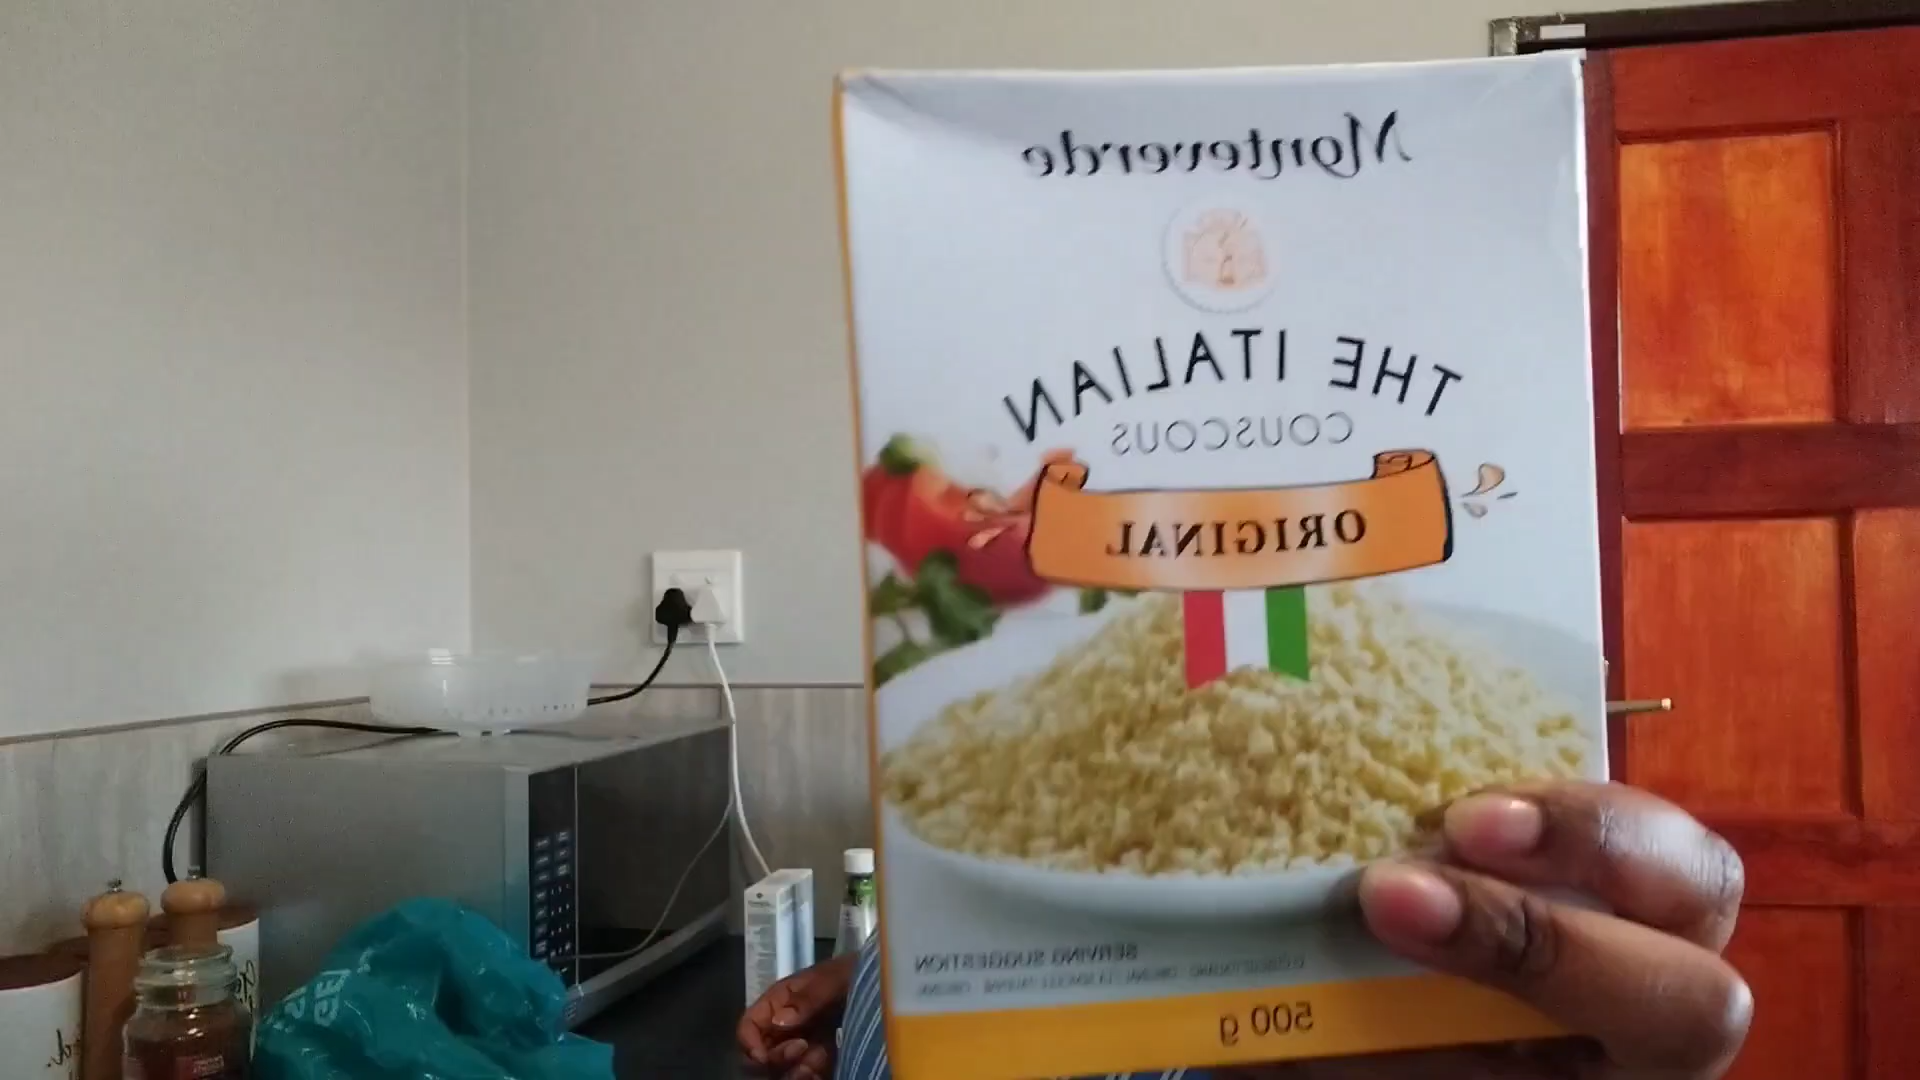 Monteverde
THE ITALIAN
COUSCOUS
ORIGINAL
SERVING SUGGESTION
500 g